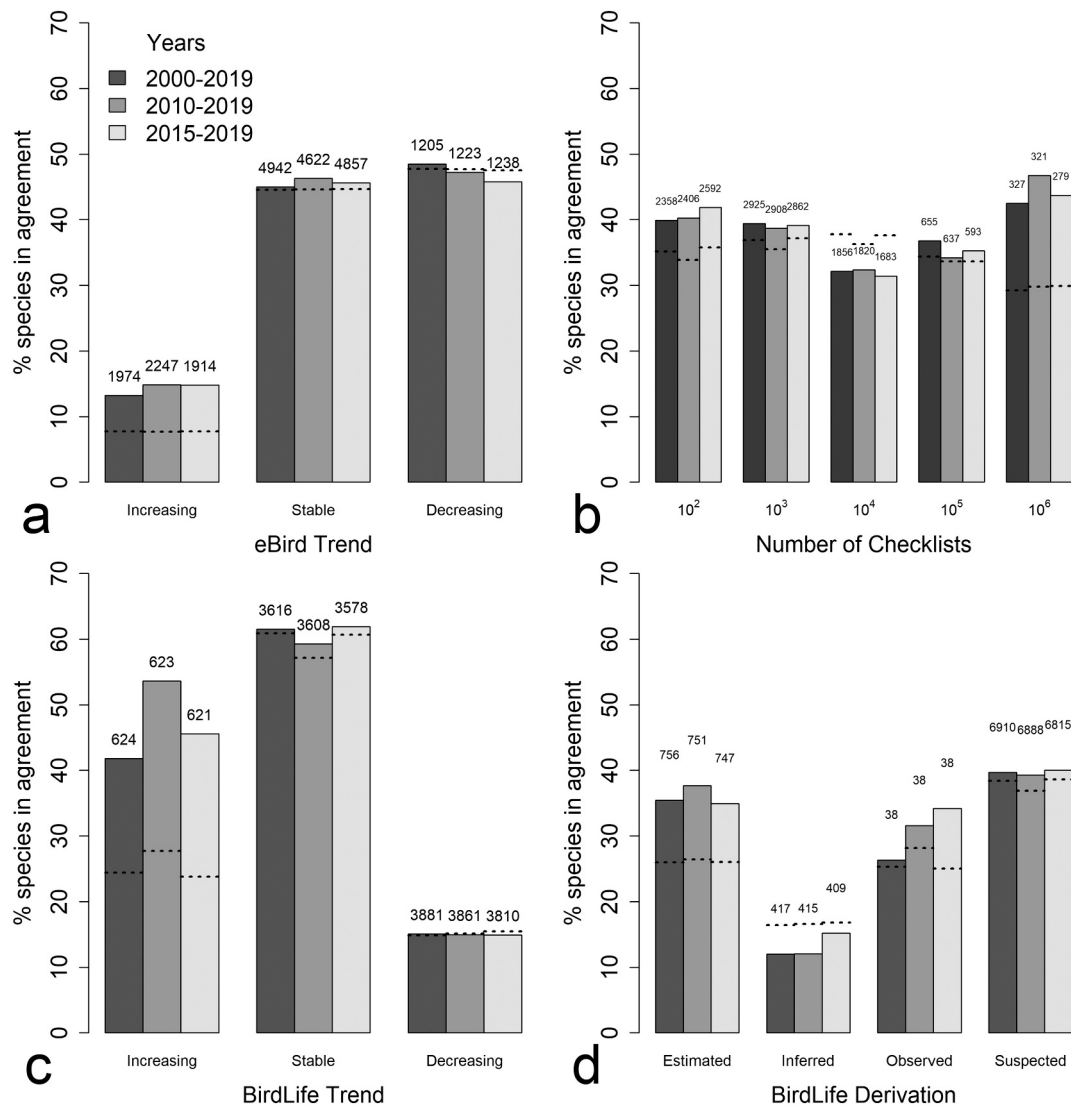 Years
2000-2019
2010-2019
2015-2019
% species in agreement
0 10 20 30 40 50 60 70
1974 2247 1914
4942 4622 4857
1205 1223 1238
Increasing Stable Decreasing
a
eBird Trend
% species in agreement
0 10 20 30 40 50 60 70
2358 2406 2592
2925 2908 2862
1856 1820 1683
655 637 593
327 321 279
10² 10³ 10⁴ 10⁵ 10⁶
b
Number of Checklists
% species in agreement
0 10 20 30 40 50 60 70
624 623 621
3616 3608 3578
3881 3861 3810
Increasing Stable Decreasing
c
BirdLife Trend
% species in agreement
0 10 20 30 40 50 60 70
756 751 747
417 415 409
38 38 38
6910 6888 6815
Estimated Inferred Observed Suspected
d
BirdLife Derivation